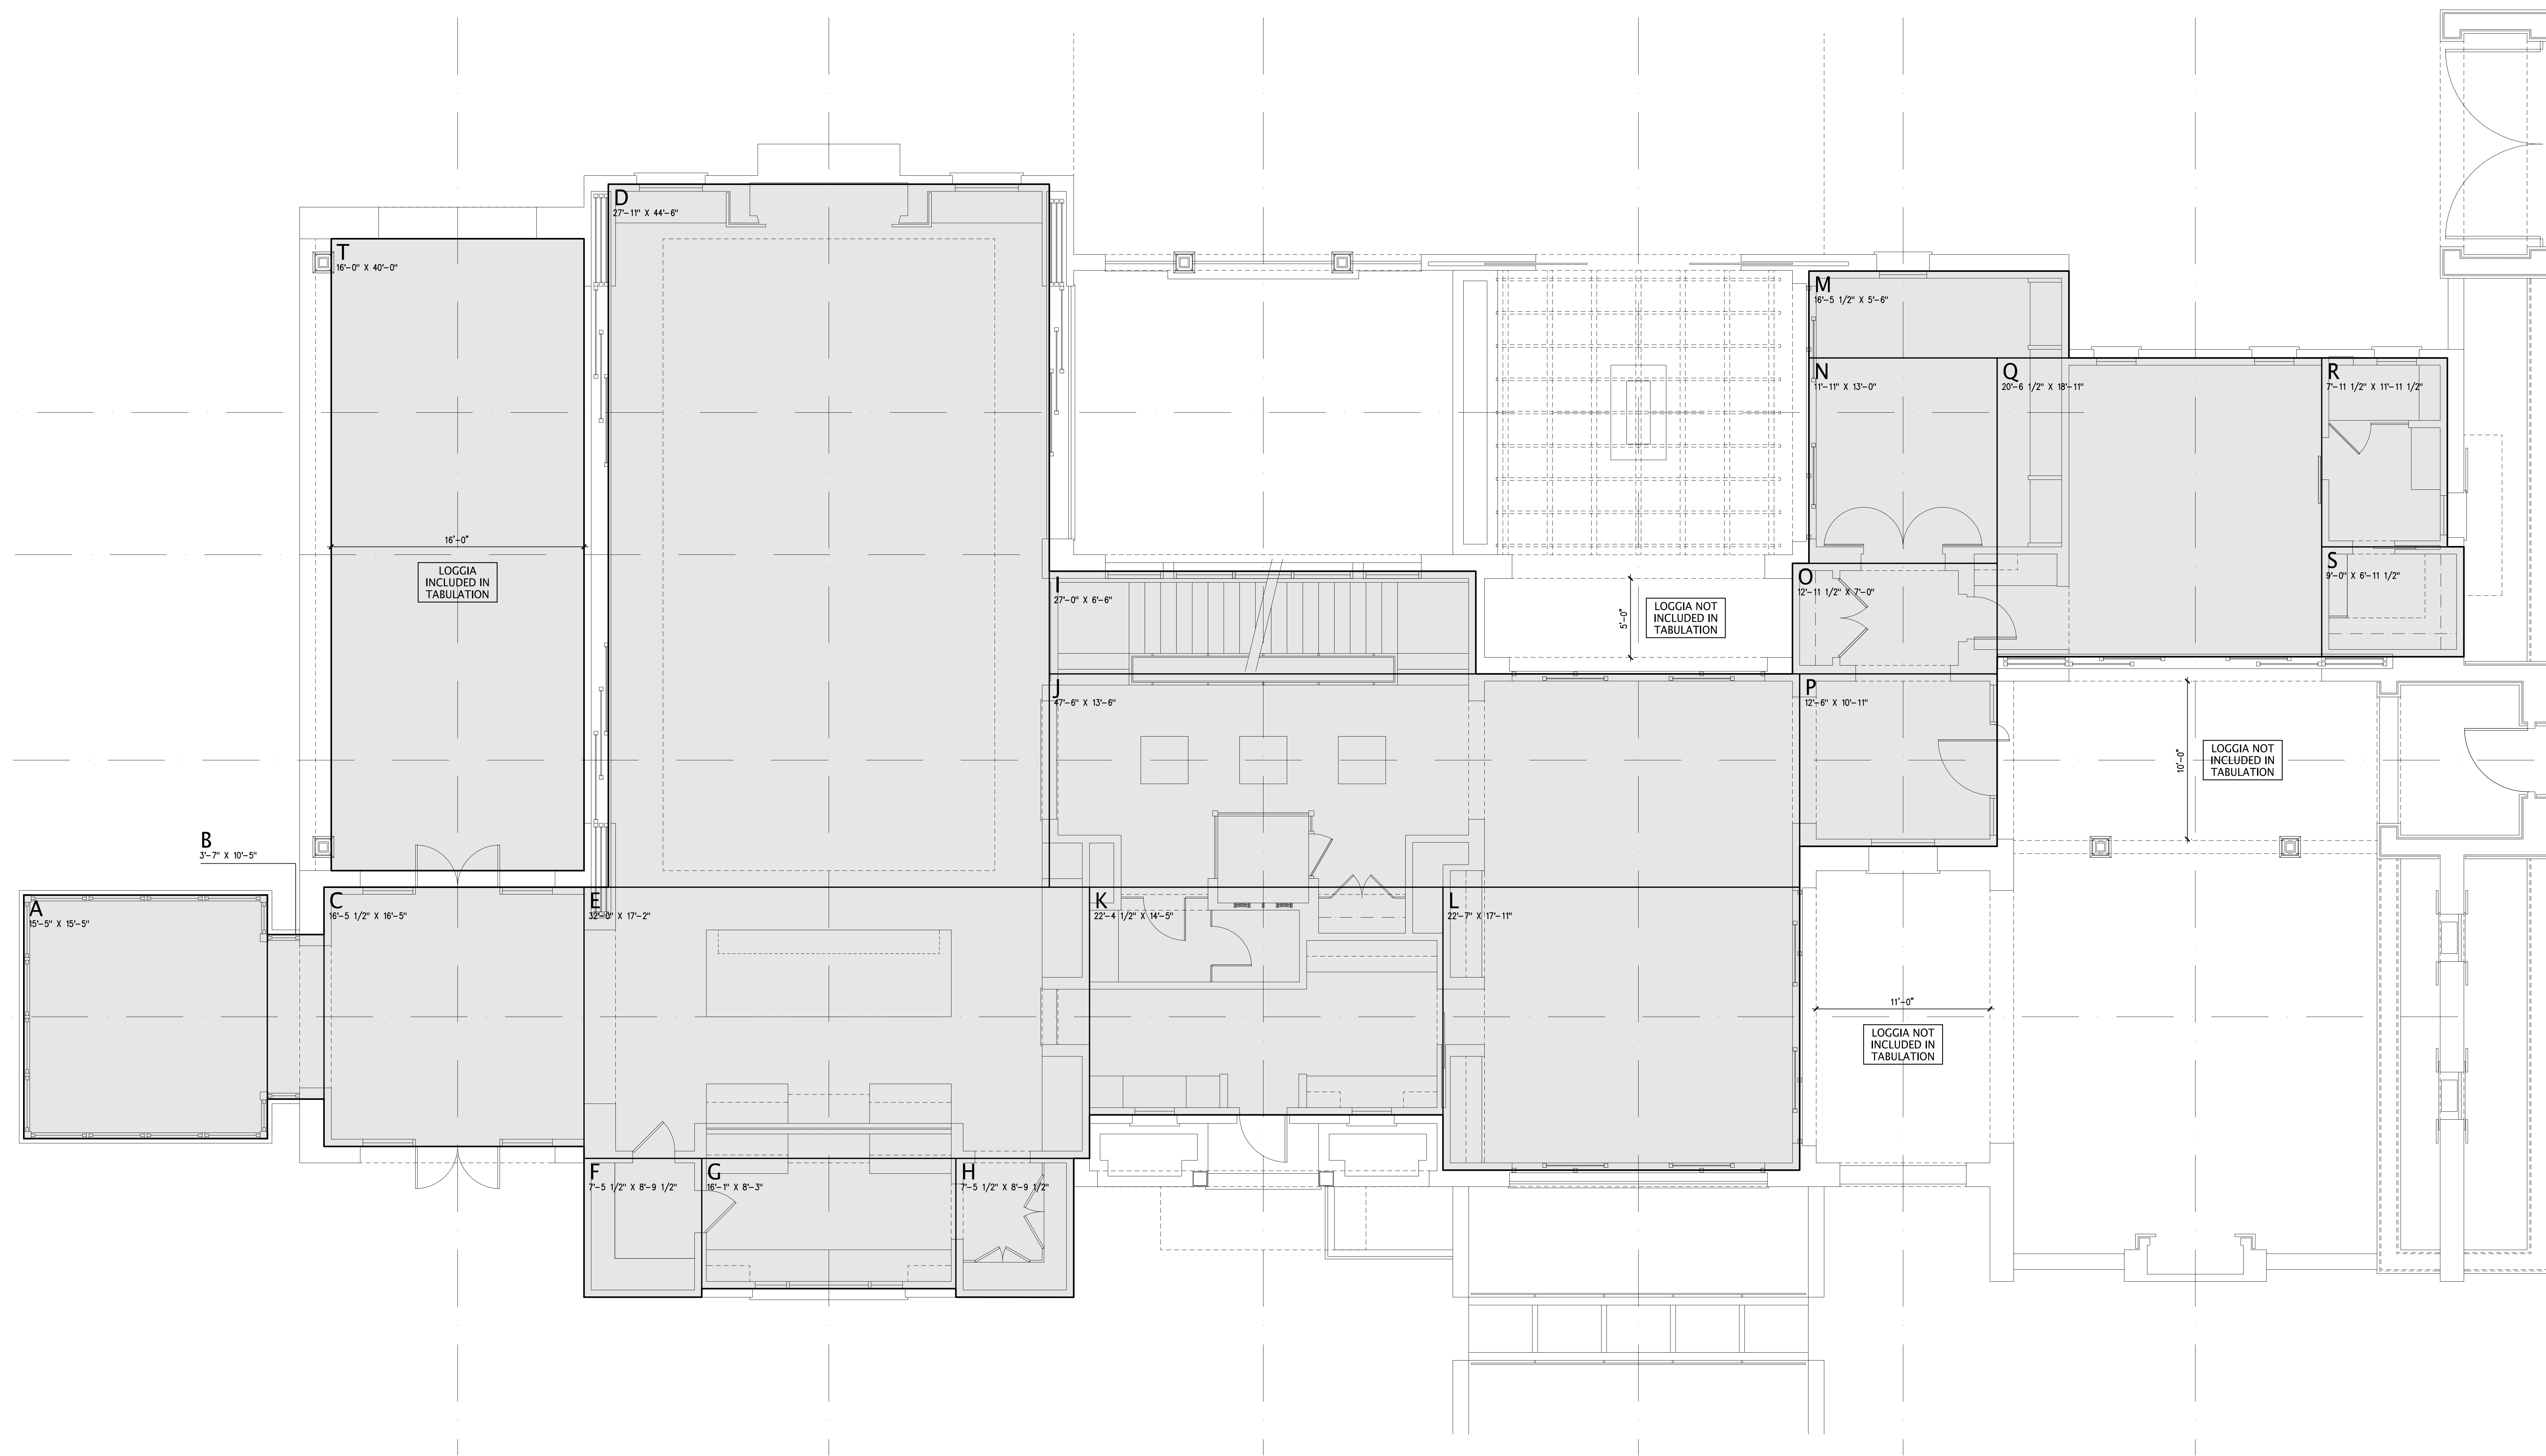 D
27'-11" X 44'-6"
T
16'-0" X 40'-0"
M
16'-5 1/2" X 5'-6"
N
11'-11" X 13'-0"
Q
20'-6 1/2" X 18'-11"
R
7'-11 1/2" X 11'-11 1/2"
16'-0"
LOGGIA
INCLUDED IN
TABULATION
S
9'-0" X 6'-11 1/2"
I
27'-0" X 6'-6"
5'-0"
LOGGIA NOT
INCLUDED IN
TABULATION
O
12'-11 1/2" X 7'-0"
J
47'-6" X 13'-6"
P
12'-6" X 10'-11"
10'-0"
LOGGIA NOT
INCLUDED IN
TABULATION
B
3'-7" X 10'-5"
A
15'-5" X 15'-5"
C
16'-5 1/2" X 16'-5"
E
32'-0" X 17'-2"
K
22'-4 1/2" X 14'-5"
L
22'-7" X 17'-11"
11'-0"
LOGGIA NOT
INCLUDED IN
TABULATION
F
7'-5 1/2" X 8'-9 1/2"
G
16'-1" X 8'-3"
H
7'-5 1/2" X 8'-9 1/2"